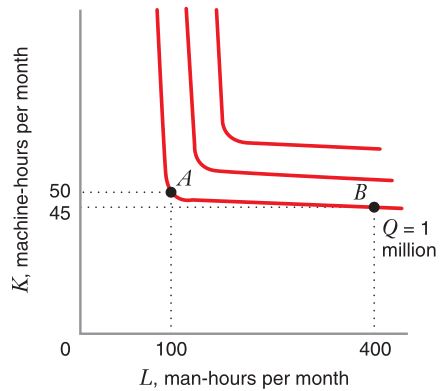 K, machine-hours per month
50
45
A
B
Q = 1
million
0
100
400
L, man-hours per month